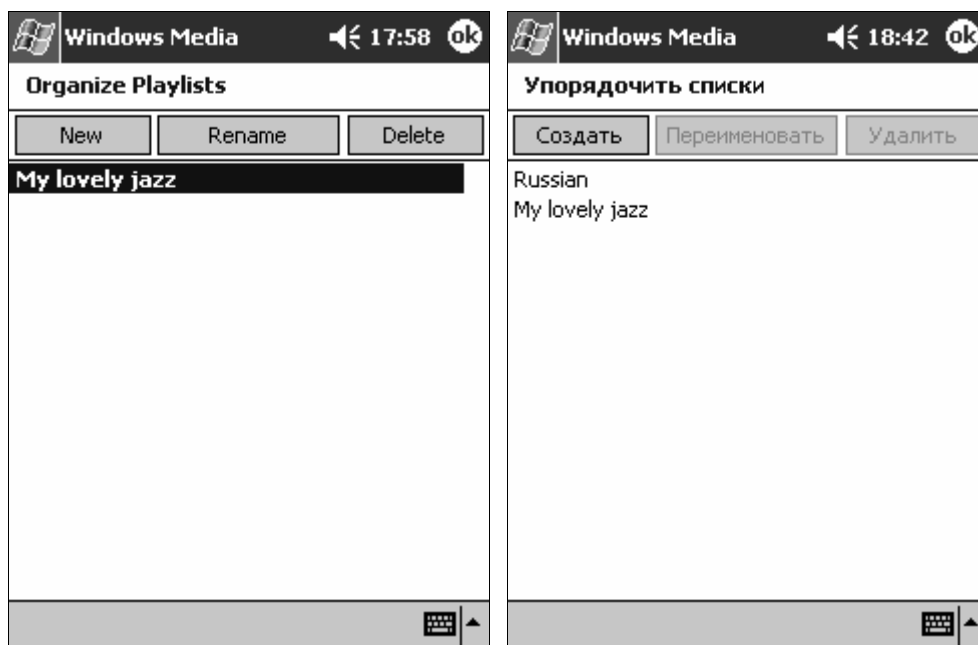 Windows Media 17:58 ok
Organize Playlists
New Rename Delete
My lovely jazz
Windows Media 18:42 ok
Упорядочить списки
Создать Переименовать Удалить
Russian
My lovely jazz